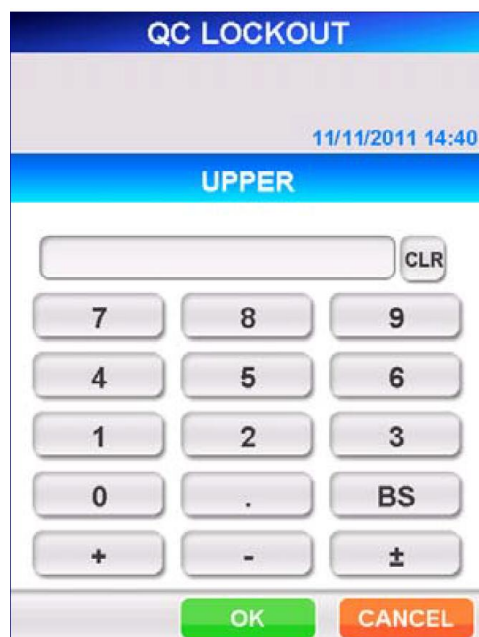 QC LOCKOUT
11/11/2011 14:40
UPPER
CLR
7 8 9
4 5 6
1 2 3
0 . BS
+ - ±
OK CANCEL